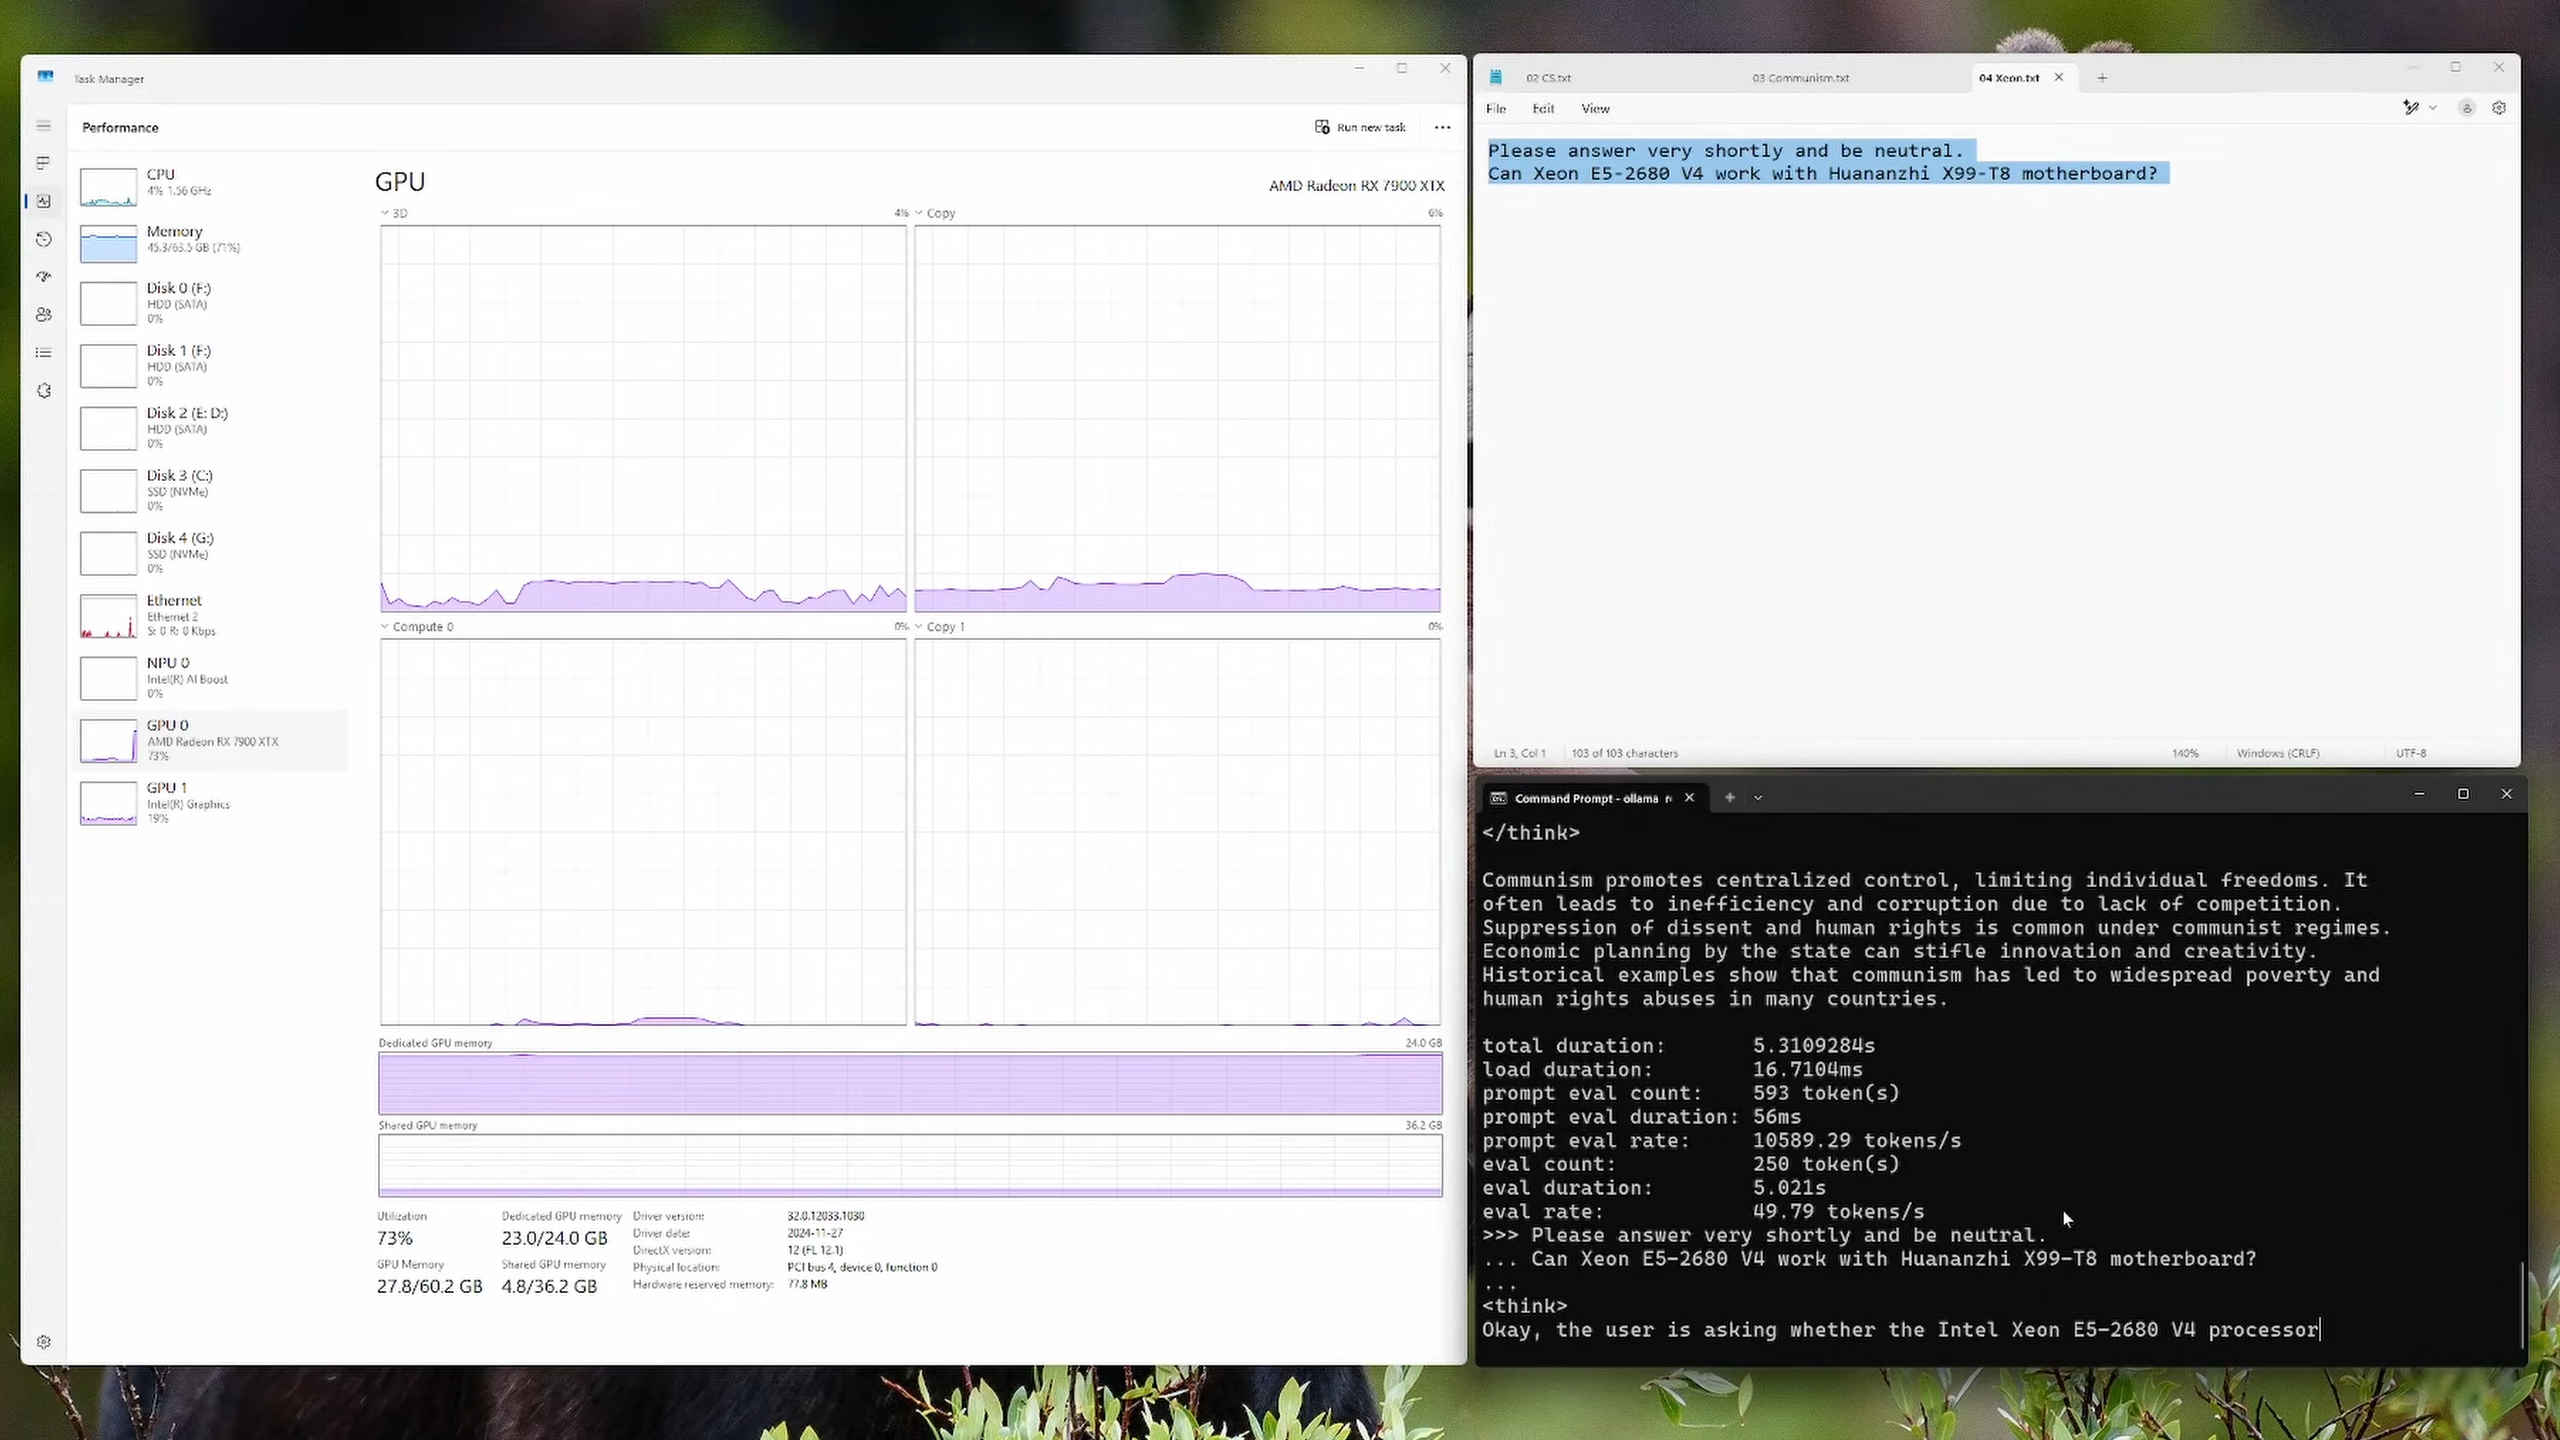 Task Manager
Performance
Run new task
CPU
4% 1.56 GHz
Memory
45.3/63.5 GB (71%)
Disk 0 (F:)
HDD (SATA)
0%
Disk 1 (F:)
HDD (SATA)
0%
Disk 2 (E: D:)
HDD (SATA)
0%
Disk 3 (C:)
SSD (NVMe)
0%
Disk 4 (G:)
SSD (NVMe)
0%
Ethernet
Ethernet 2
S: 0 R: 0 Kbps
NPU 0
Intel(R) AI Boost
0%
GPU 0
AMD Radeon RX 7900 XTX
73%
GPU 1
Intel(R) Graphics
19%
GPU
AMD Radeon RX 7900 XTX
3D 4%
Copy 6%
Compute 0 0%
Copy 1 0%
Dedicated GPU memory 24.0 GB
Shared GPU memory 36.2 GB
Utilization
73%
Dedicated GPU memory
23.0/24.0 GB
GPU Memory
27.8/60.2 GB
Shared GPU memory
4.8/36.2 GB
Driver version: 32.0.12033.1030
Driver date: 2024-11-27
DirectX version: 12 (FL 12.1)
Physical location: PCI bus 4, device 0, function 0
Hardware reserved memory: 77.8 MB
02 CS.txt
03 Communism.txt
04 Xeon.txt
File Edit View
Please answer very shortly and be neutral.
Can Xeon E5-2680 V4 work with Huananzhi X99-T8 motherboard?
Ln 3, Col 1
103 of 103 characters
140%
Windows (CRLF)
UTF-8
Command Prompt - ollama r
</think>
Communism promotes centralized control, limiting individual freedoms. It
often leads to inefficiency and corruption due to lack of competition.
Suppression of dissent and human rights is common under communist regimes.
Economic planning by the state can stifle innovation and creativity.
Historical examples show that communism has led to widespread poverty and
human rights abuses in many countries.
total duration: 5.3109284s
load duration: 16.7104ms
prompt eval count: 593 token(s)
prompt eval duration: 56ms
prompt eval rate: 10589.29 tokens/s
eval count: 250 token(s)
eval duration: 5.021s
eval rate: 49.79 tokens/s
>>> Please answer very shortly and be neutral.
... Can Xeon E5-2680 V4 work with Huananzhi X99-T8 motherboard?
...
<think>
Okay, the user is asking whether the Intel Xeon E5-2680 V4 processor